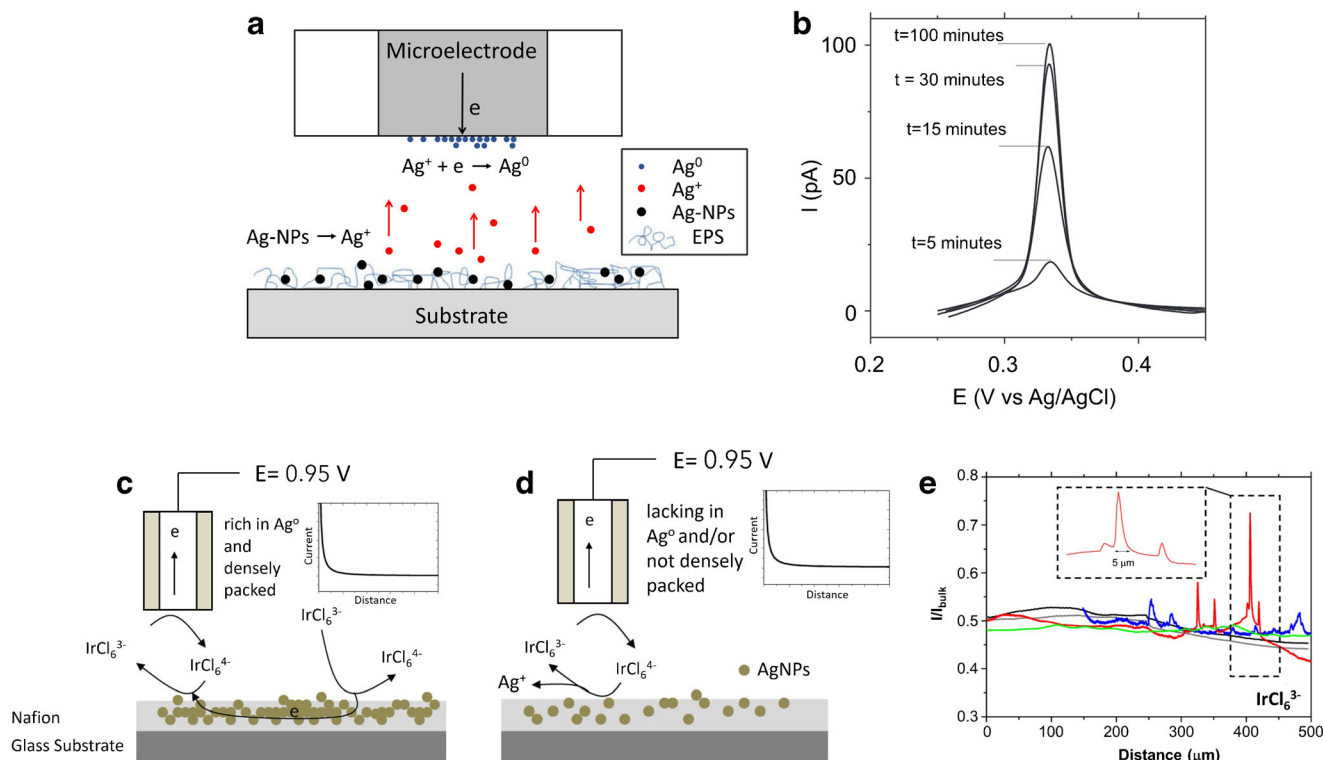 a
Microelectrode
e
Ag⁺ + e → Ag⁰
Ag⁰
Ag⁺
Ag-NPs
EPS
Ag-NPs → Ag⁺
Substrate
b
t=100 minutes
t = 30 minutes
t=15 minutes
t=5 minutes
100
50
0
I (pA)
0.2
0.3
0.4
E (V vs Ag/AgCl)
c
E= 0.95 V
e
rich in Ag⁰
and
densely
packed
Current
Distance
IrCl₆³⁻
IrCl₆³⁻
IrCl₆⁴⁻
IrCl₆⁴⁻
e
Nafion
Glass Substrate
d
E= 0.95 V
e
lacking in
Ag⁰ and/or
not densely
packed
Current
Distance
IrCl₆³⁻
IrCl₆⁴⁻
Ag⁺
AgNPs
e
0.8
0.7
0.6
0.5
0.4
0.3
I/I_bulk
5 μm
IrCl₆³⁻
0
100
200
300
400
500
Distance (μm)